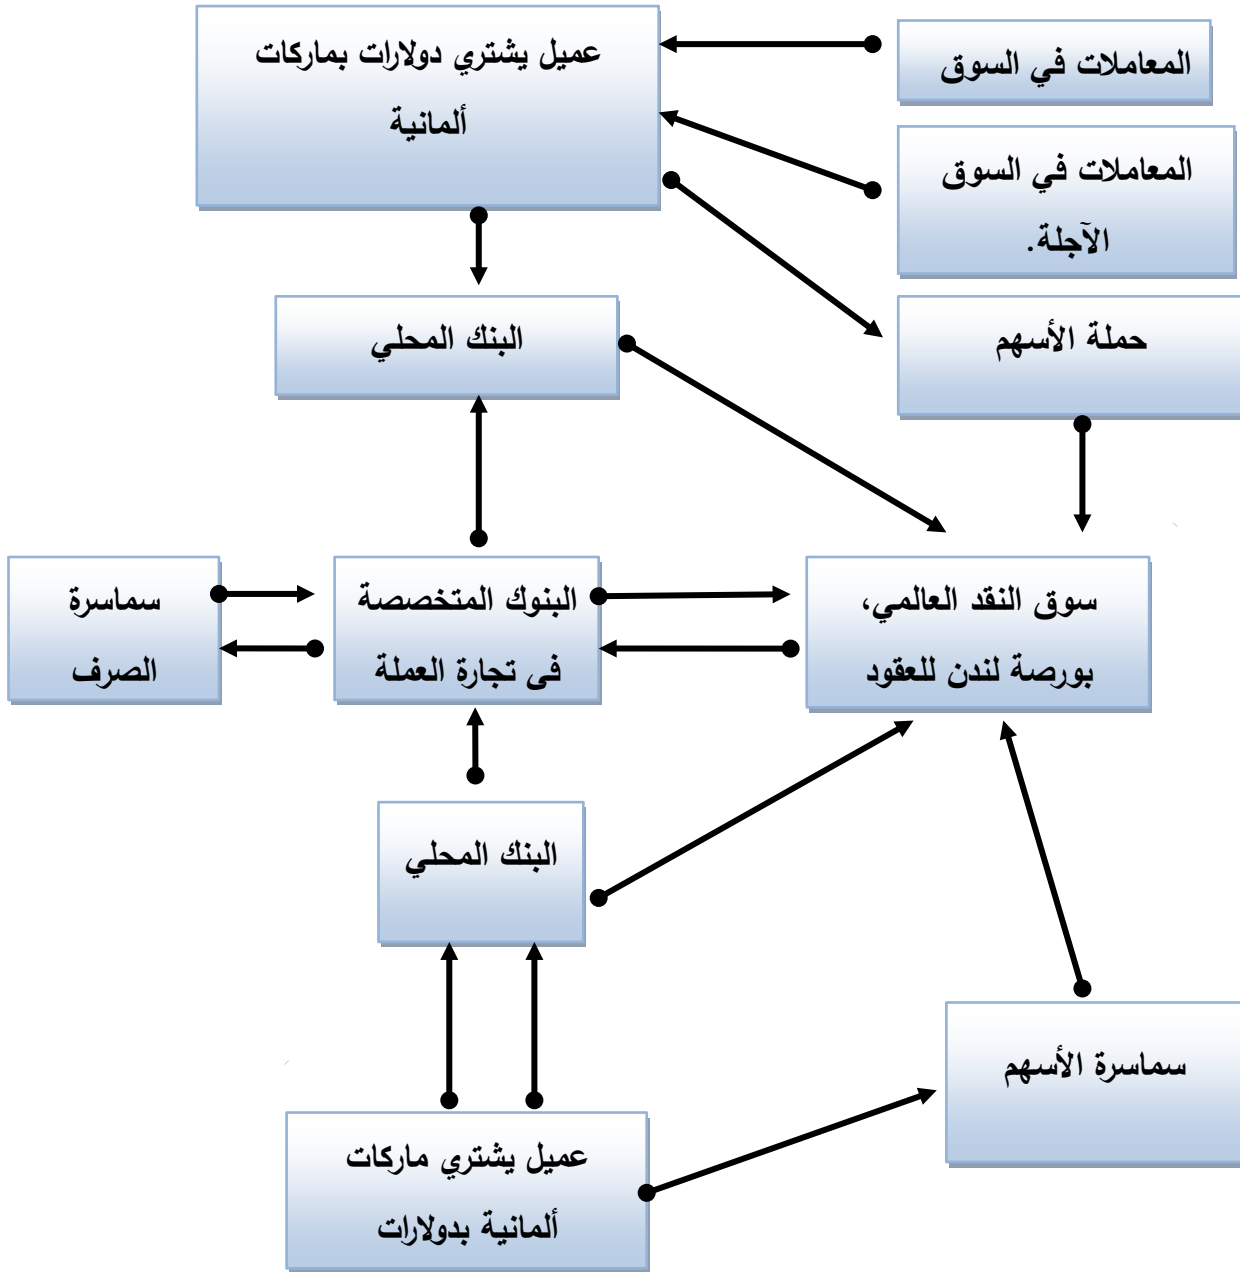 المعاملات في السوق
عميل يشتري دولارات بماركات
ألمانية
المعاملات في السوق
الآجلة.
حملة الأسهم
البنك المحلي
سوق النقد العالمي،
بورصة لندن للعقود
البنوك المتخصصة
فى تجارة العملة
سماسرة
الصرف
البنك المحلي
سماسرة الأسهم
عميل يشتري ماركات
ألمانية بدولارات